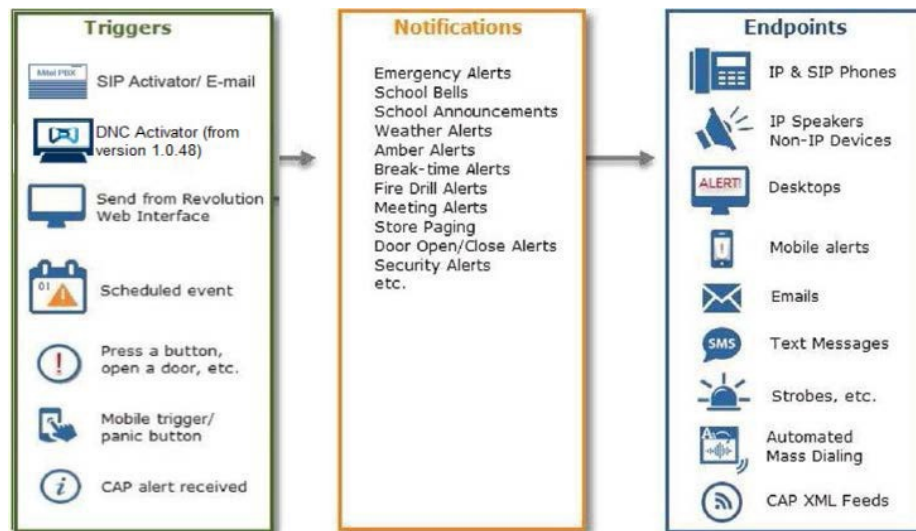 Triggers
Mitel PBX
SIP Activator/ E-mail
DNC Activator (from
version 1.0.48)
Send from Revolution
Web Interface
01
Scheduled event
!
Press a button,
open a door, etc.
Mobile trigger/
panic button
i
CAP alert received
Notifications
Emergency Alerts
School Bells
School Announcements
Weather Alerts
Amber Alerts
Break-time Alerts
Fire Drill Alerts
Meeting Alerts
Store Paging
Door Open/Close Alerts
Security Alerts
etc.
Endpoints
IP & SIP Phones
IP Speakers
Non-IP Devices
ALERT!
Desktops
!
Mobile alerts
Emails
SMS
Text Messages
Strobes, etc.
A
Automated
Mass Dialing
CAP XML Feeds